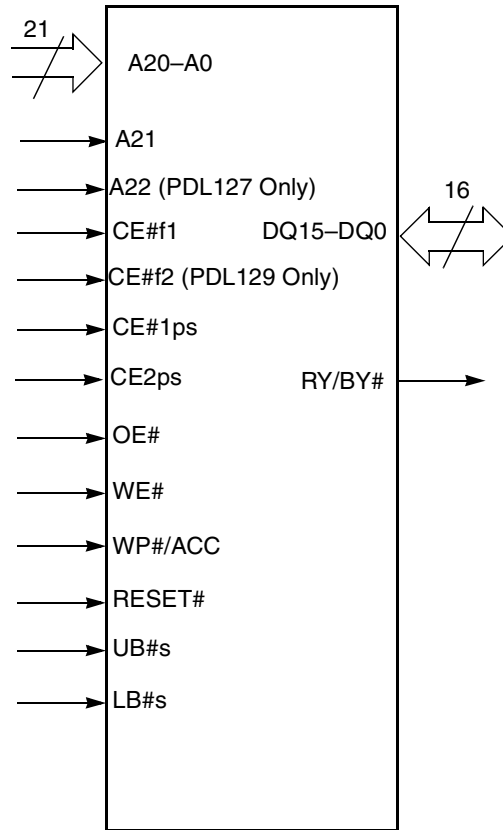 21
A20–A0
A21
A22 (PDL127 Only)
16
CE#f1
DQ15–DQ0
CE#f2 (PDL129 Only)
CE#1ps
CE2ps
RY/BY#
OE#
WE#
WP#/ACC
RESET#
UB#s
LB#s